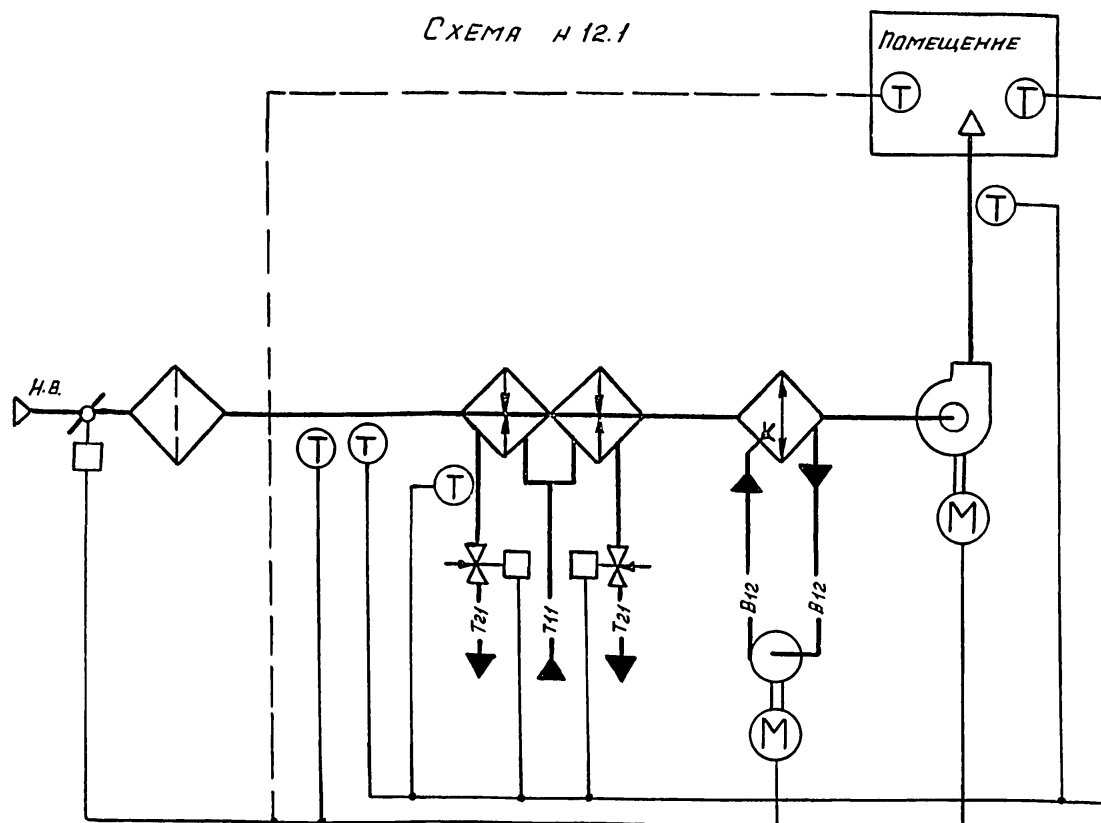 Схема н 12.1
Помещение
Т
Т
Т
Н.В.
Т
Т
Т
М
Т21
Т11
Т21
В12
В12
М